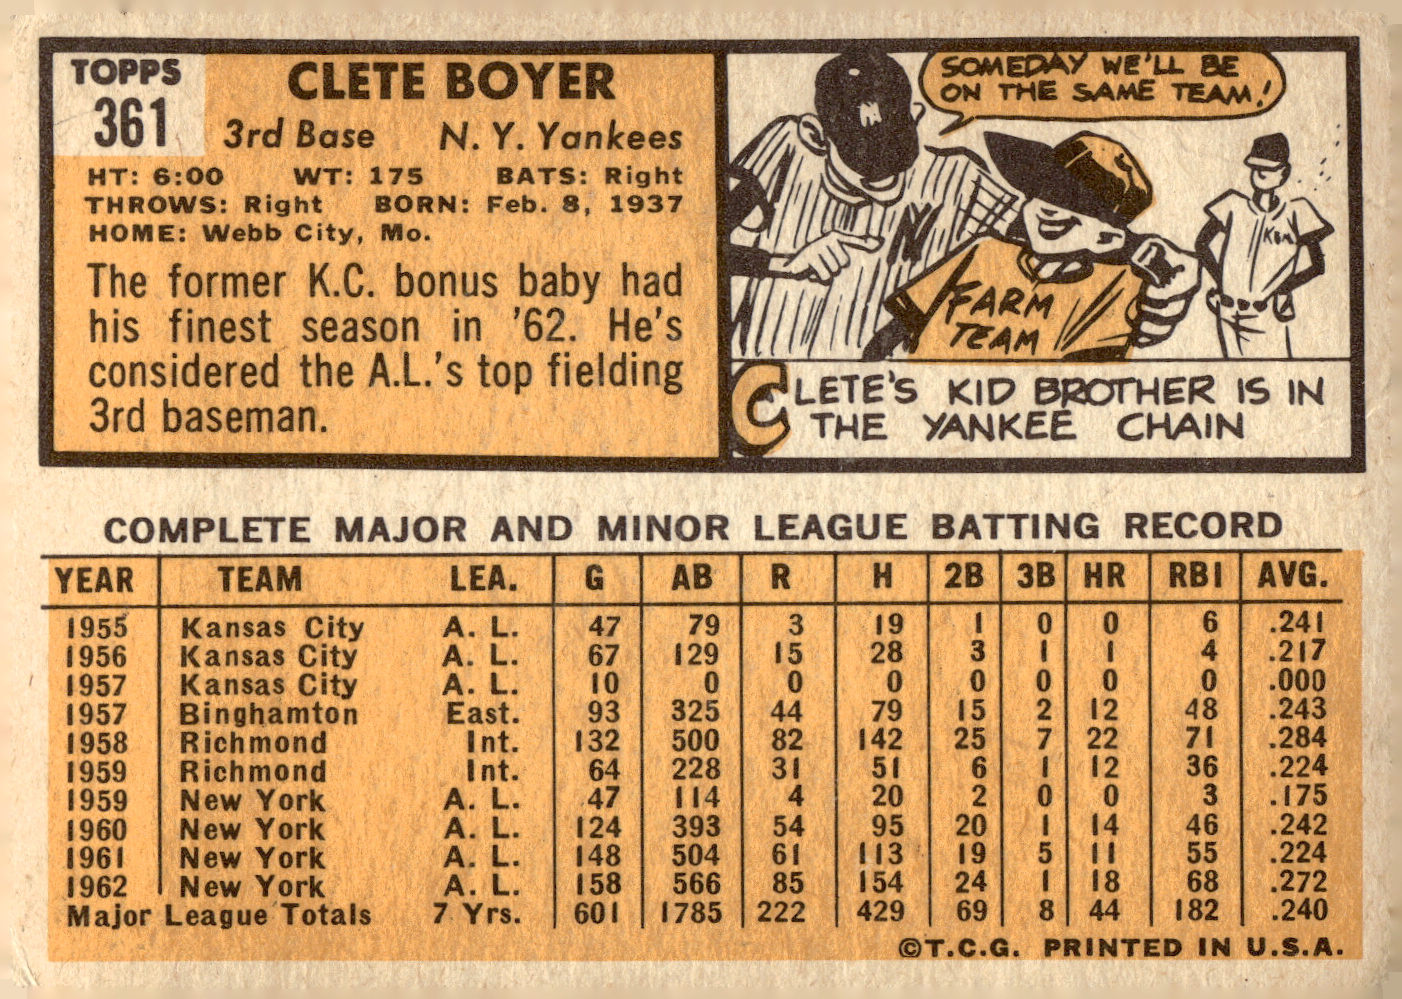 TOPPS
361
CLETE BOYER
3rd Base N. Y. Yankees
HT: 6:00 WT: 175 BATS: Right
THROWS: Right BORN: Feb. 8, 1937
HOME: Webb City, Mo.
The former K.C. bonus baby had
his finest season in '62. He's
considered the A.L.'s top fielding
3rd baseman.
SOMEDAY WE'LL BE
ON THE SAME TEAM!
FARM
TEAM
CLETE'S KID BROTHER IS IN
THE YANKEE CHAIN
COMPLETE MAJOR AND MINOR LEAGUE BATTING RECORD
YEAR TEAM LEA. G AB R H 2B 3B HR RBI AVG.
1955 Kansas City A. L. 47 79 3 19 1 0 0 6 .241
1956 Kansas City A. L. 67 129 15 28 3 1 1 4 .217
1957 Kansas City A. L. 10 0 0 0 0 0 0 0 .000
1957 Binghamton East. 93 325 44 79 15 2 12 48 .243
1958 Richmond Int. 132 500 82 142 25 7 22 71 .284
1959 Richmond Int. 64 228 31 51 6 1 12 36 .224
1959 New York A. L. 47 114 4 20 2 0 0 3 .175
1960 New York A. L. 124 393 54 95 20 1 14 46 .242
1961 New York A. L. 148 504 61 113 19 5 11 55 .224
1962 New York A. L. 158 566 85 154 24 1 18 68 .272
Major League Totals 7 Yrs. 601 1785 222 429 69 8 44 182 .240
©T.C.G. PRINTED IN U.S.A.